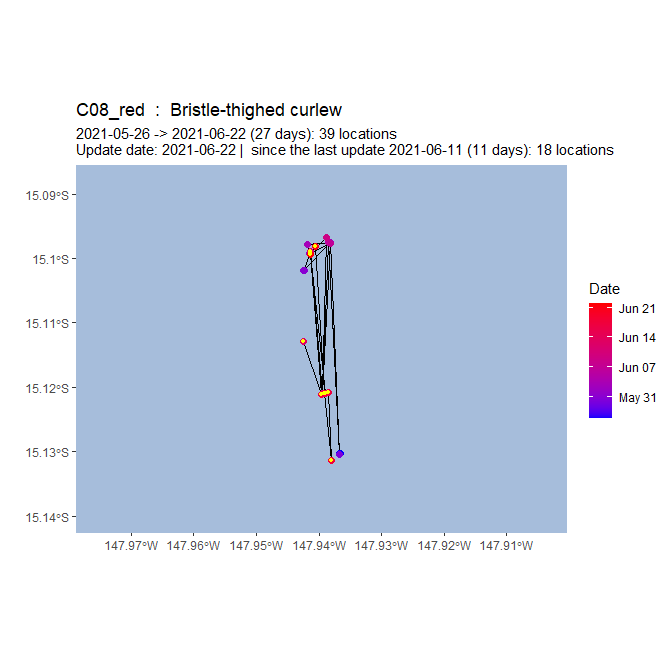 C08_red  :  Bristle-thighed curlew
2021-05-26 -> 2021-06-22 (27 days): 39 locations
Update date: 2021-06-22 |  since the last update 2021-06-11 (11 days): 18 locations
15.09°S
15.1°S
15.11°S
15.12°S
15.13°S
15.14°S
147.97°W 147.96°W 147.95°W 147.94°W 147.93°W 147.92°W 147.91°W
Date
Jun 21
Jun 14
Jun 07
May 31